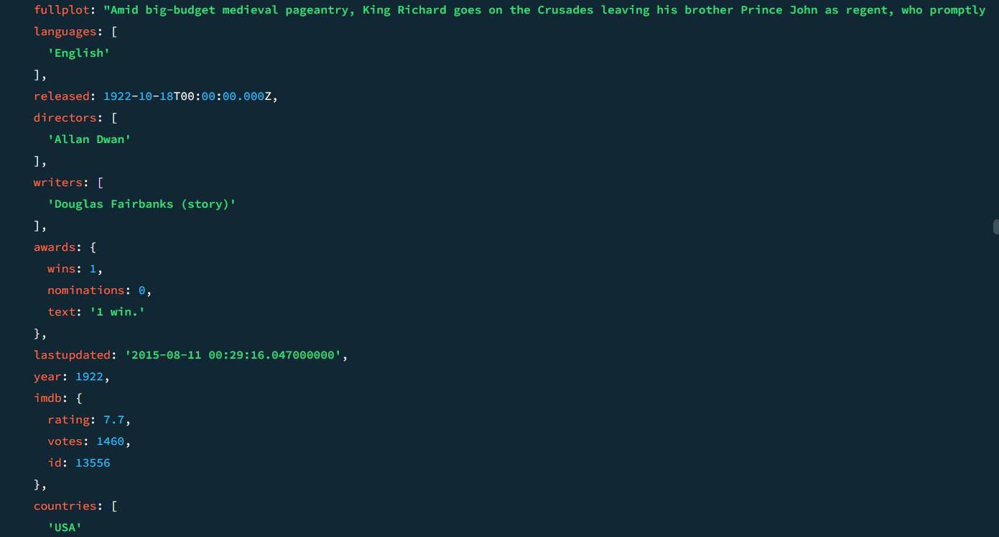 fullplot: "Amid big-budget medieval pageantry, King Richard goes on the Crusades leaving his brother Prince John as regent, who promptly
languages: [
'English'
],
released: 1922-10-18T00:00:00.000Z,
directors: [
'Allan Dwan'
],
writers: [
'Douglas Fairbanks (story)'
],
awards: {
wins: 1,
nominations: 0,
text: '1 win.'
},
lastupdated: '2015-08-11 00:29:16.047000000',
year: 1922,
imdb: {
rating: 7.7,
votes: 1460,
id: 13556
},
countries: [
'USA'